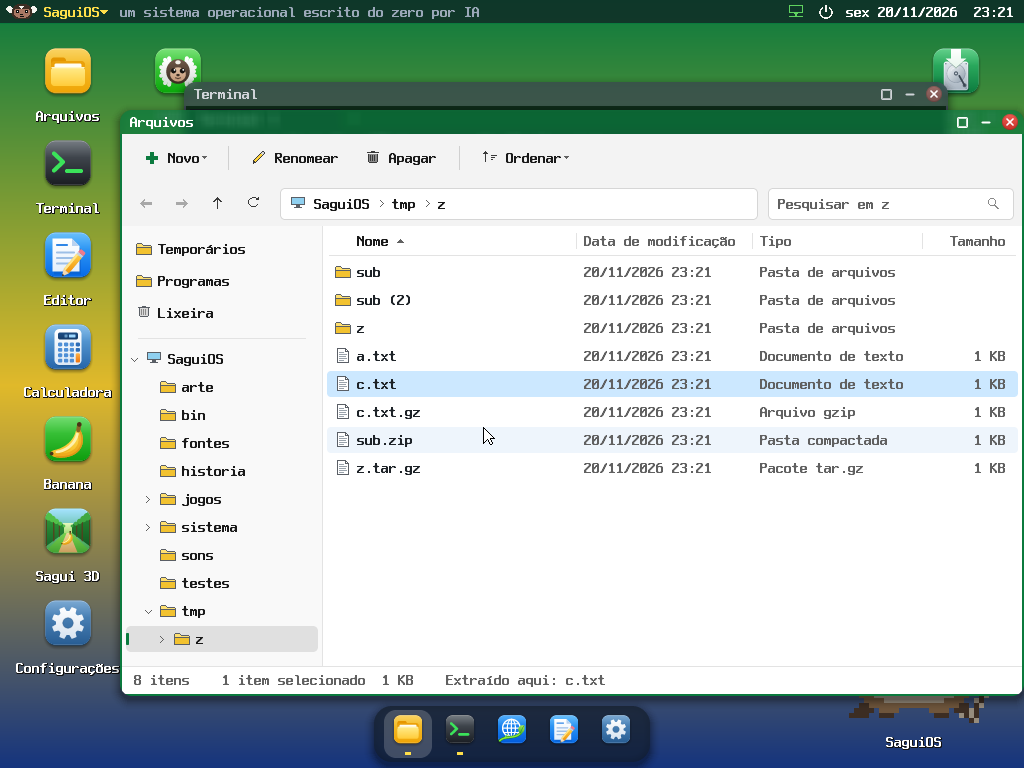 SaguiOS um sistema operacional escrito do zero por IA sex 20/11/2026 23:21
Terminal
Arquivos
Novo Renomear Apagar Ordenar
SaguiOS tmp z Pesquisar em z
Nome Data de modificação Tipo Tamanho
sub 20/11/2026 23:21 Pasta de arquivos
sub (2) 20/11/2026 23:21 Pasta de arquivos
z 20/11/2026 23:21 Pasta de arquivos
a.txt 20/11/2026 23:21 Documento de texto 1 KB
c.txt 20/11/2026 23:21 Documento de texto 1 KB
c.txt.gz 20/11/2026 23:21 Arquivo gzip 1 KB
sub.zip 20/11/2026 23:21 Pasta compactada 1 KB
z.tar.gz 20/11/2026 23:21 Pacote tar.gz 1 KB
Temporários
Programas
Lixeira
SaguiOS
arte
bin
fontes
historia
jogos
sistema
sons
testes
tmp
z
8 itens 1 item selecionado 1 KB Extraído aqui: c.txt
Arquivos
Terminal
Editor
Calculadora
Banana
Sagui 3D
Configurações
SaguiOS